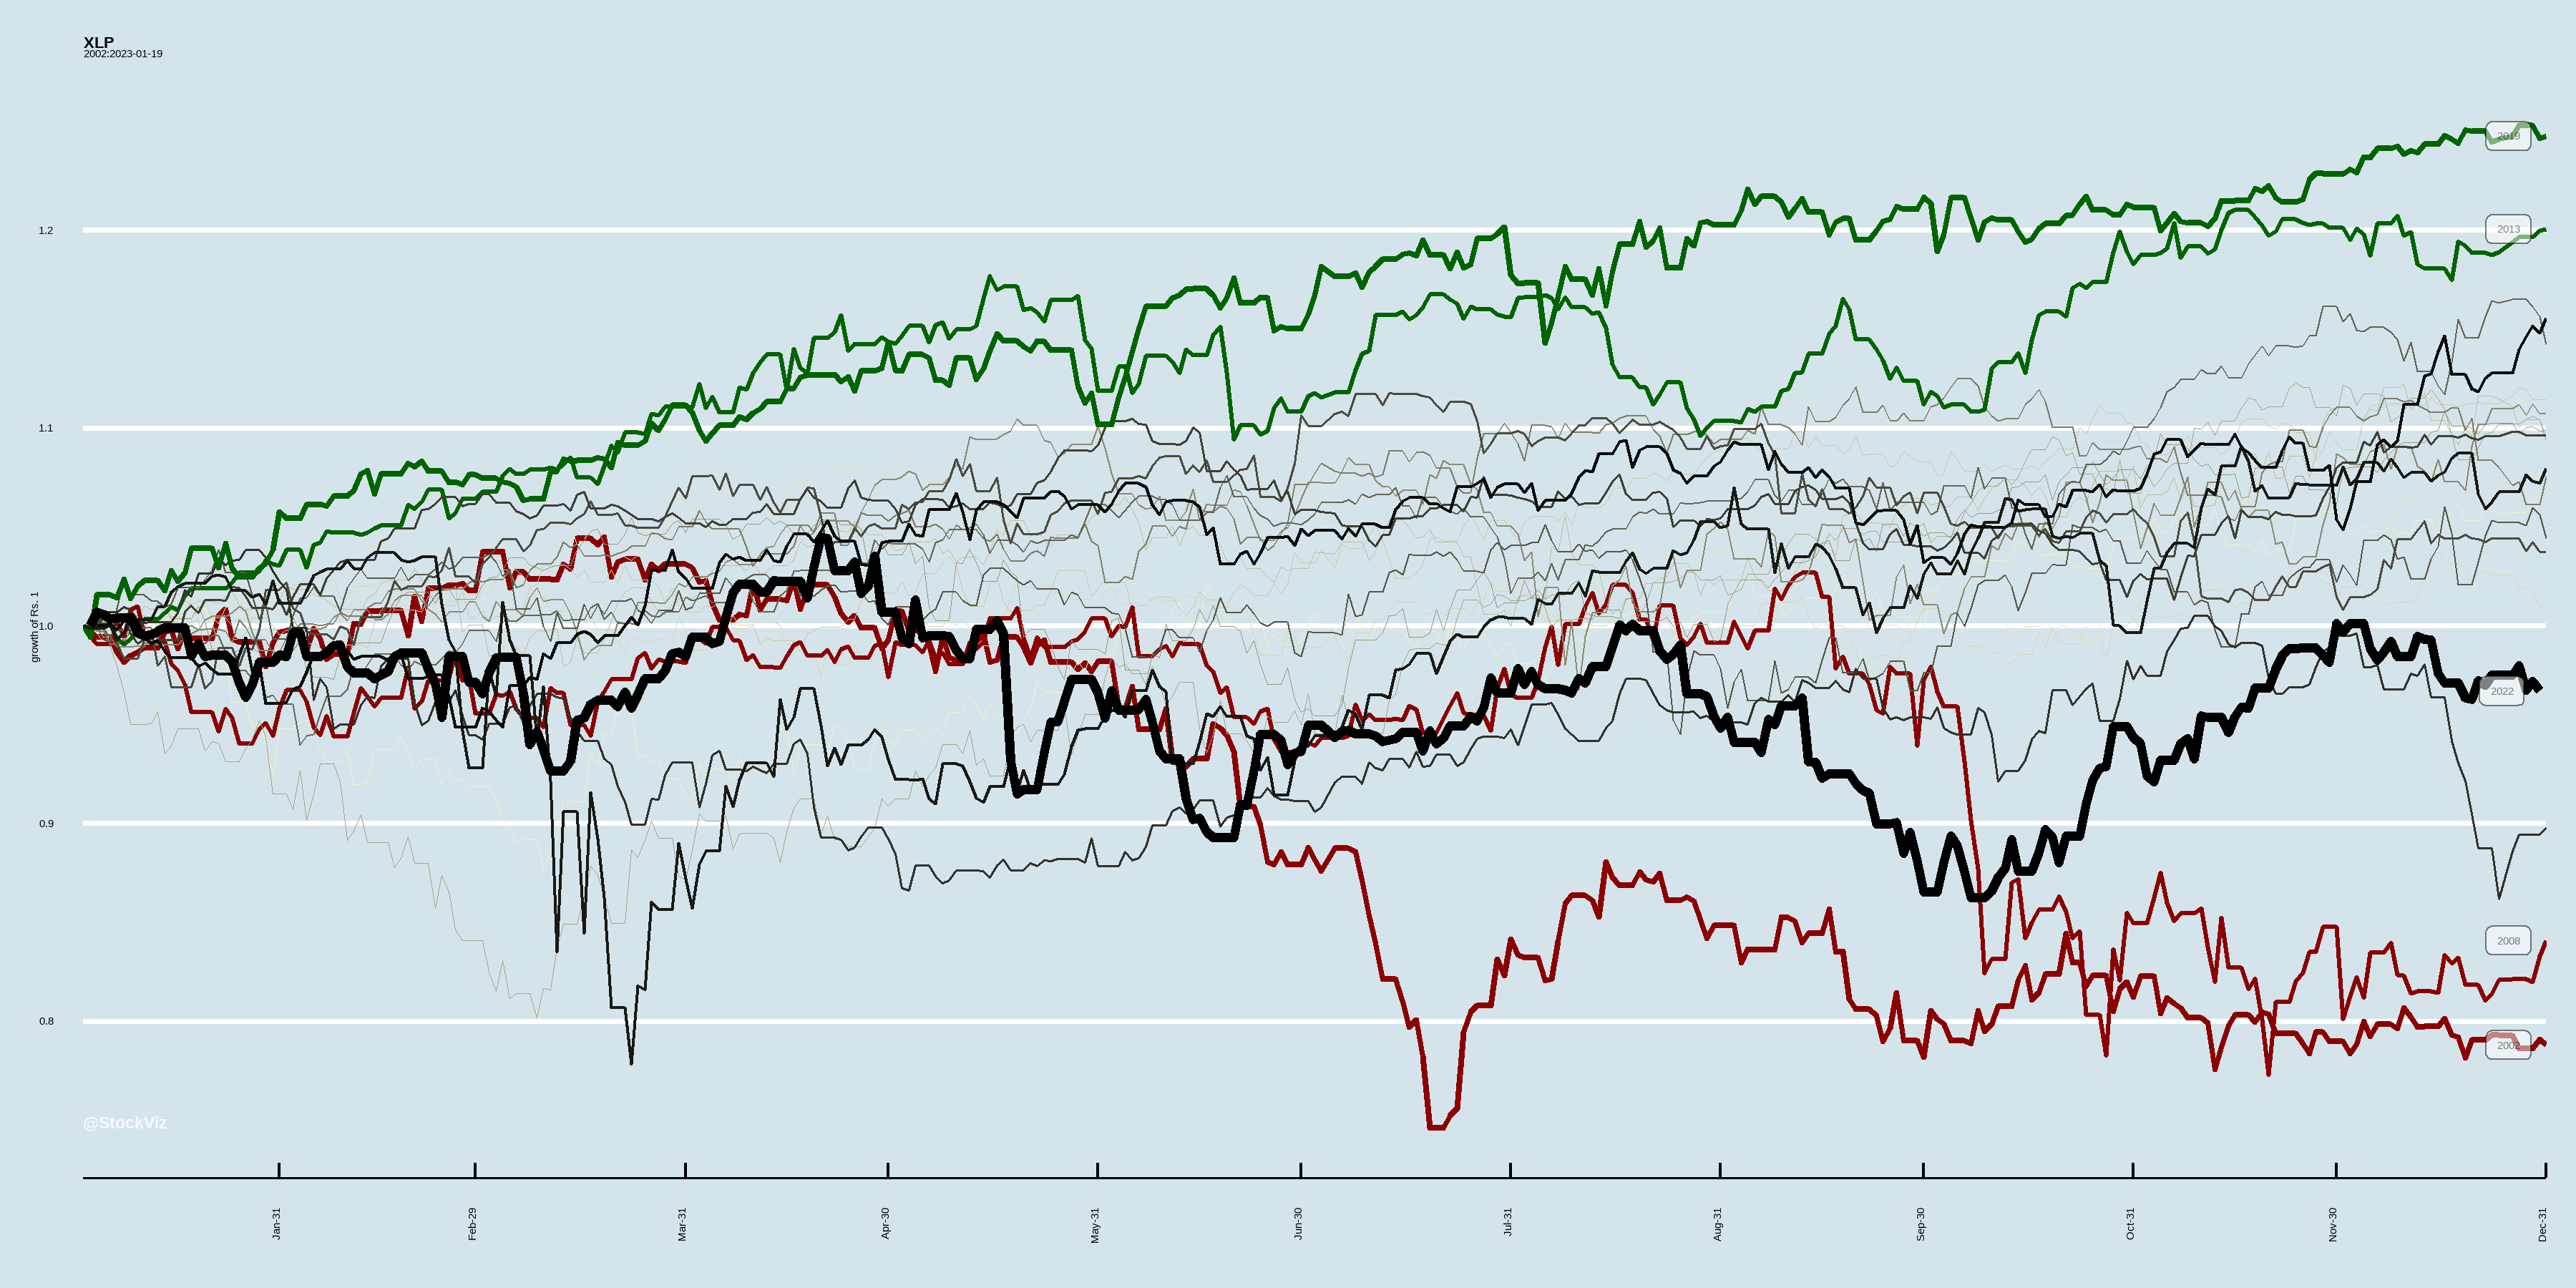 XLP
2002:2023-01-19
2019
1.2
2013
1.1
growth of Rs. 1
1.0
2022
0.9
2008
0.8
2002
@StockViz
Jan-31
Feb-29
Mar-31
Apr-30
May-31
Jun-30
Jul-31
Aug-31
Sep-30
Oct-31
Nov-30
Dec-31